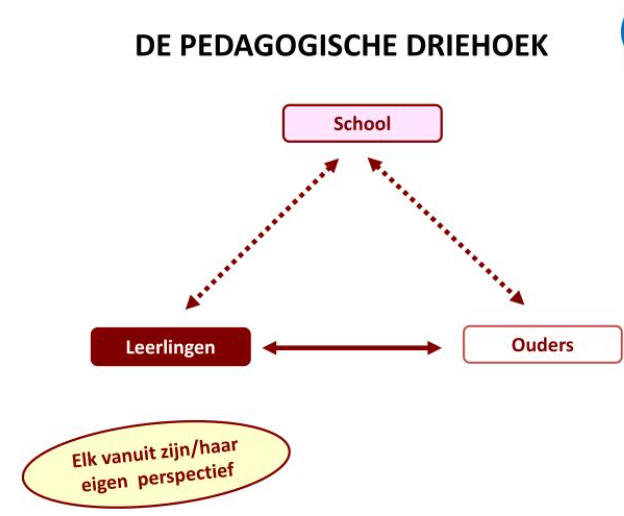 DE PEDAGOGISCHE DRIEHOEK
School
Leerlingen
Ouders
Elk vanuit zijn/haar
eigen perspectief